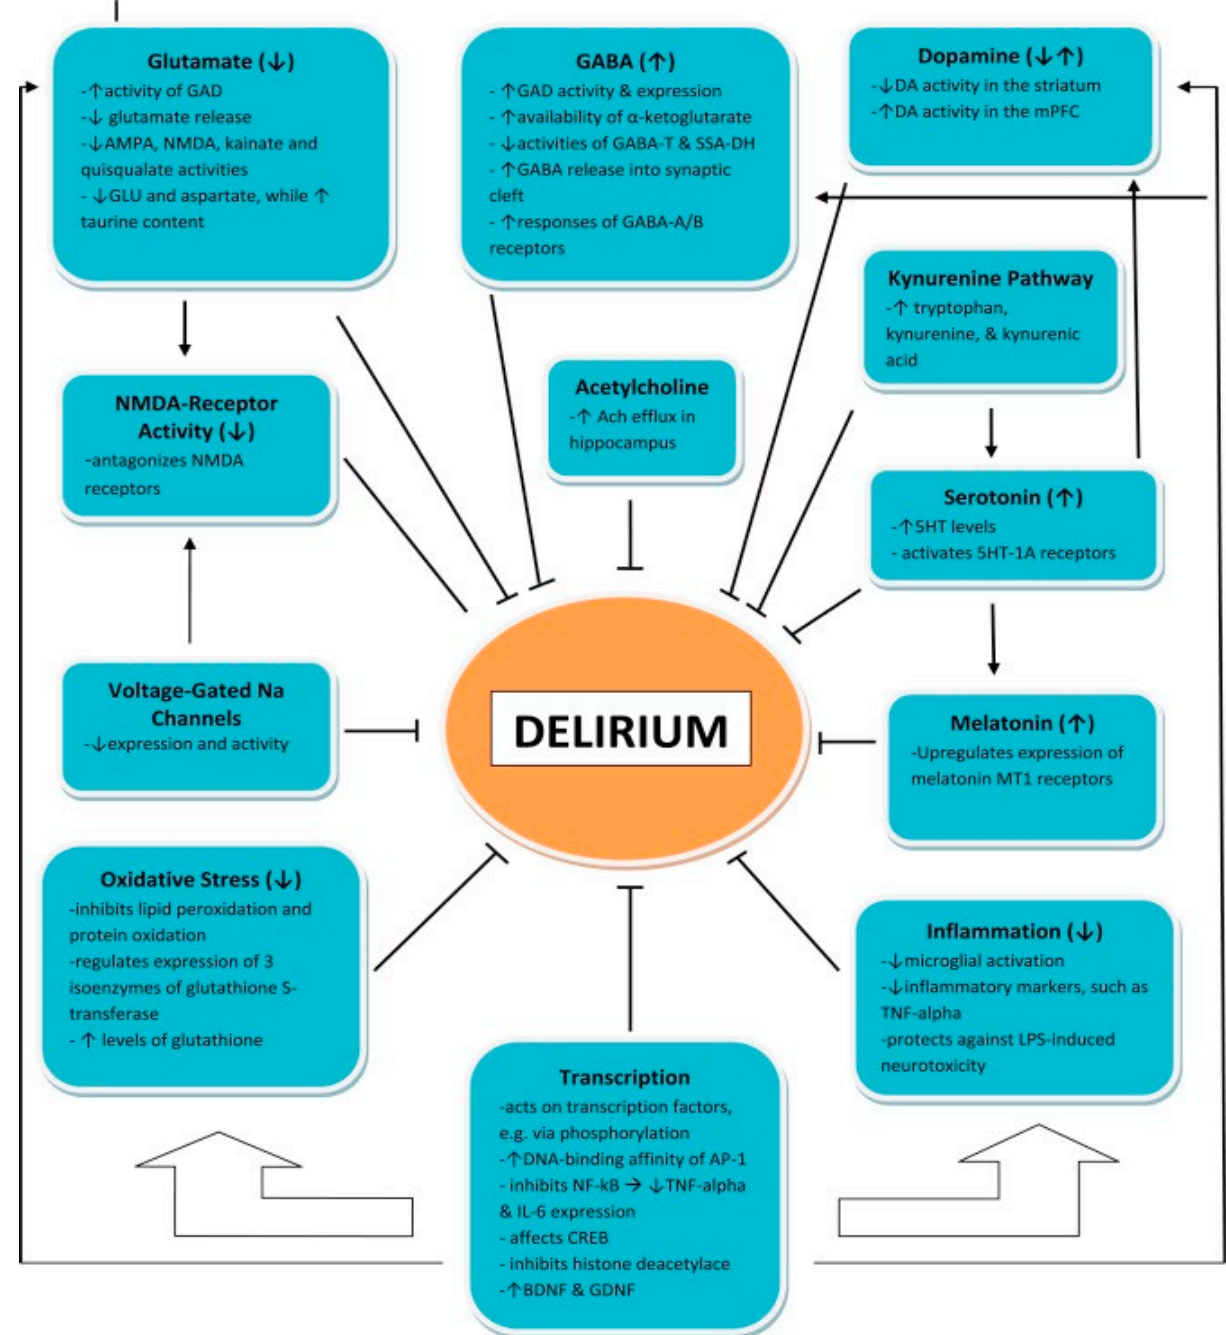 Glutamate (↓)
-↑activity of GAD
-↓ glutamate release
-↓AMPA, NMDA, kainate and
quisqualate activities
- ↓GLU and aspartate, while ↑
taurine content
GABA (↑)
- ↑GAD activity & expression
- ↑availability of α-ketoglutarate
- ↓activities of GABA-T & SSA-DH
- ↑GABA release into synaptic
cleft
- ↑responses of GABA-A/B
receptors
Dopamine (↓↑)
-↓DA activity in the striatum
-↑DA activity in the mPFC
Kynurenine Pathway
-↑ tryptophan,
kynurenine, & kynurenic
acid
NMDA-Receptor
Activity (↓)
-antagonizes NMDA
receptors
Acetylcholine
-↑ Ach efflux in
hippocampus
Serotonin (↑)
-↑5HT levels
- activates 5HT-1A receptors
Voltage-Gated Na
Channels
-↓expression and activity
DELIRIUM
Melatonin (↑)
-Upregulates expression of
melatonin MT1 receptors
Oxidative Stress (↓)
-inhibits lipid peroxidation and
protein oxidation
-regulates expression of 3
isoenzymes of glutathione S-
transferase
- ↑ levels of glutathione
Inflammation (↓)
-↓microglial activation
-↓inflammatory markers, such as
TNF-alpha
-protects against LPS-induced
neurotoxicity
Transcription
-acts on transcription factors,
e.g. via phosphorylation
-↑DNA-binding affinity of AP-1
- inhibits NF-kB → ↓TNF-alpha
& IL-6 expression
- affects CREB
- inhibits histone deacetylace
-↑BDNF & GDNF